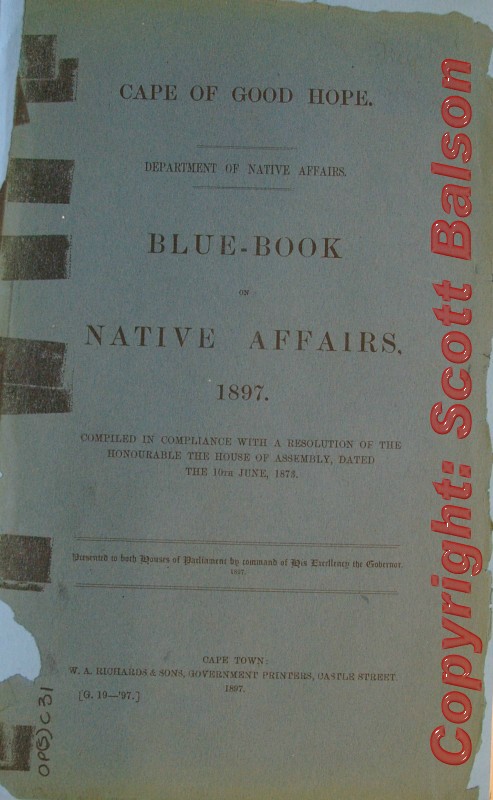 CAPE OF GOOD HOPE.
DEPARTMENT OF NATIVE AFFAIRS.
BLUE-BOOK
ON
NATIVE AFFAIRS,
1897.
COMPILED IN COMPLIANCE WITH A RESOLUTION OF THE
HONOURABLE THE HOUSE OF ASSEMBLY, DATED
THE 10TH JUNE, 1873.
Presented to both Houses of Parliament by command of His Excellency the Governor.
1897.
CAPE TOWN:
W. A. RICHARDS & SONS, GOVERNMENT PRINTERS, CASTLE STREET.
1897.
[G. 19—'97.]
OP(S) C 31
Copyright: Scott Balson